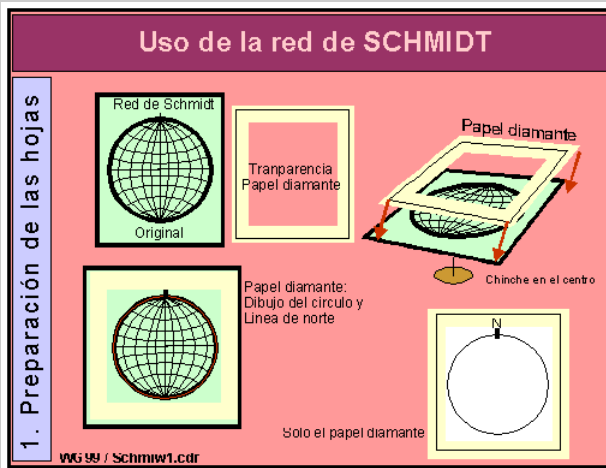 Uso de la red de SCHMIDT
1. Preparación de las hojas
Red de Schmidt
Original
Tranparencia
Papel diamante
Papel diamante
Chinche en el centro
Papel diamante:
Dibujo del circulo y
Linea de norte
N
Solo el papel diamante
WG 99 / Schmiw1.cdr